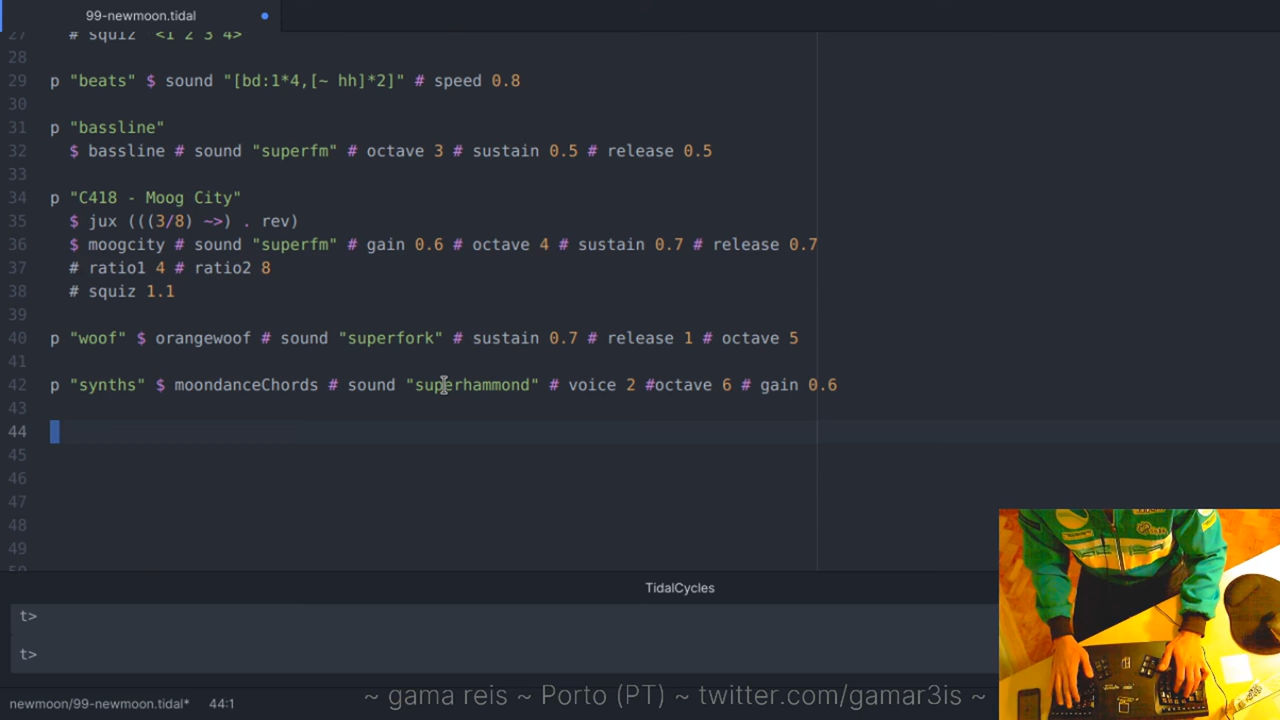 99-newmoon.tidal
27 # squiz "<1 2 3 4>"
28
29 p "beats" $ sound "[bd:1*4,[~ hh]*2]" # speed 0.8
30
31 p "bassline"
32 $ bassline # sound "superfm" # octave 3 # sustain 0.5 # release 0.5
33
34 p "C418 - Moog City"
35 $ jux (((3/8) ~>) . rev)
36 $ moogcity # sound "superfm" # gain 0.6 # octave 4 # sustain 0.7 # release 0.7
37 # ratio1 4 # ratio2 8
38 # squiz 1.1
39
40 p "woof" $ orangewoof # sound "superfork" # sustain 0.7 # release 1 # octave 5
41
42 p "synths" $ moondanceChords # sound "superhammond" # voice 2 #octave 6 # gain 0.6
43
44
45
46
47
48
49
TidalCycles
t>
t>
~ gama reis ~ Porto (PT) ~ twitter.com/gamar3is ~
newmoon/99-newmoon.tidal* 44:1